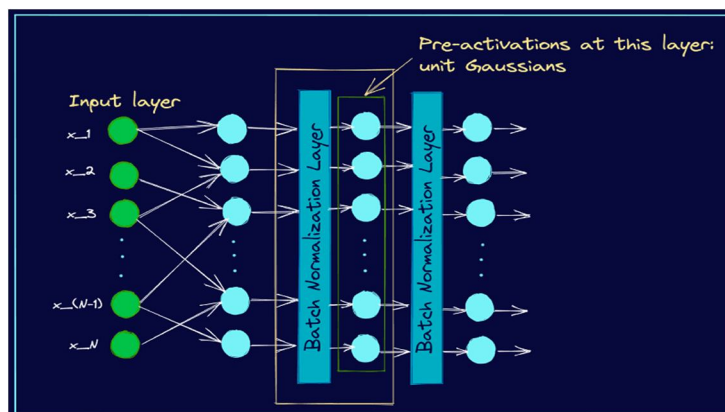 Pre-activations at this layer:
unit Gaussians
Input layer
x_1
x_2
x_3
x_(N-1)
x_N
Batch Normalization Layer
Batch Normalization Layer